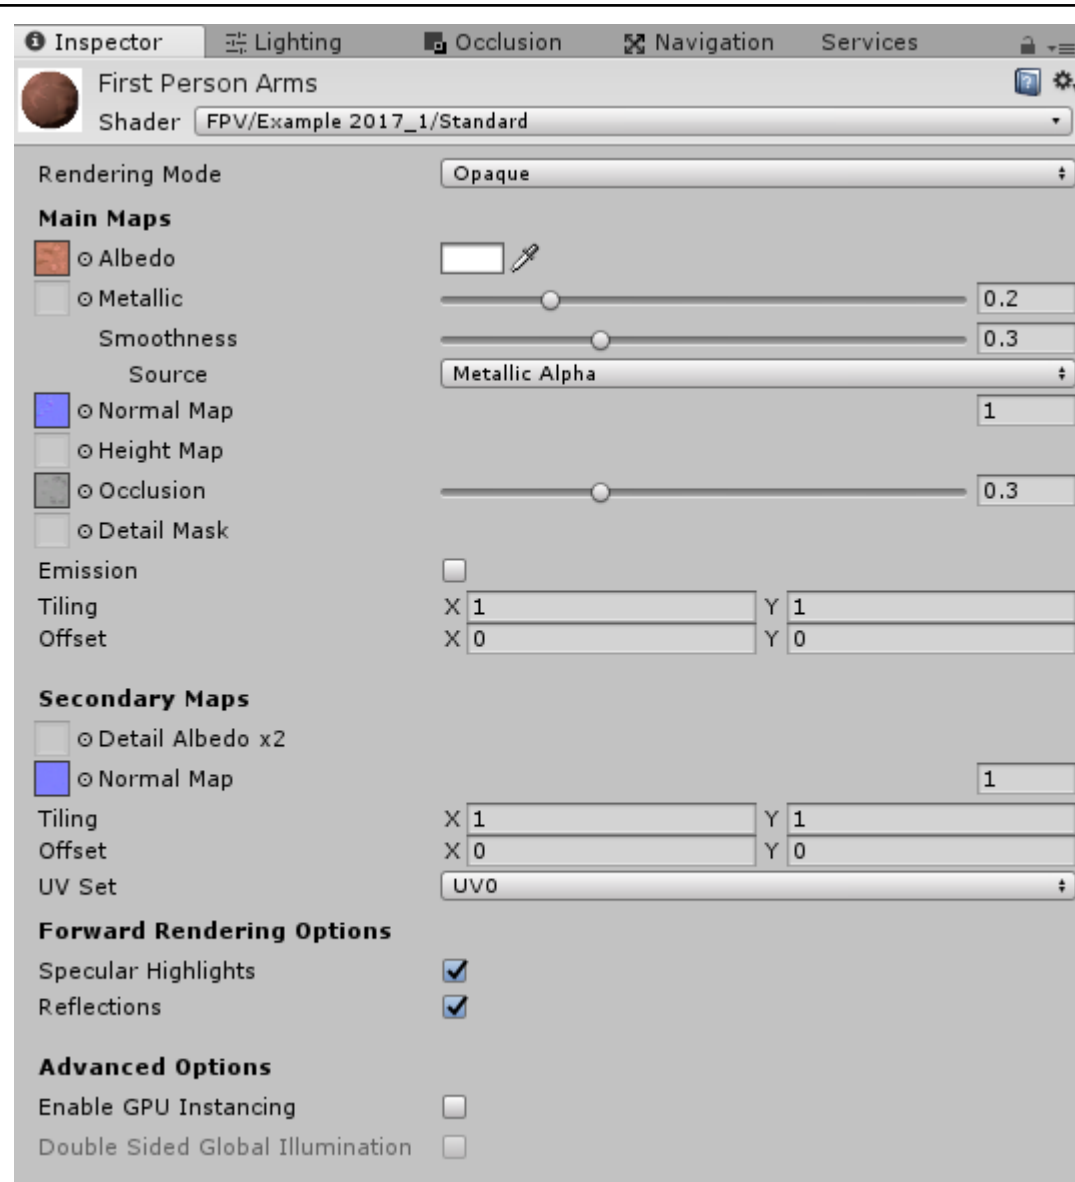 Inspector Lighting Occlusion Navigation Services
First Person Arms
Shader FPV/Example 2017_1/Standard
Rendering Mode Opaque
Main Maps
Albedo
Metallic 0.2
Smoothness 0.3
Source Metallic Alpha
Normal Map 1
Height Map
Occlusion 0.3
Detail Mask
Emission
Tiling X 1 Y 1
Offset X 0 Y 0
Secondary Maps
Detail Albedo x2
Normal Map 1
Tiling X 1 Y 1
Offset X 0 Y 0
UV Set UV0
Forward Rendering Options
Specular Highlights
Reflections
Advanced Options
Enable GPU Instancing
Double Sided Global Illumination